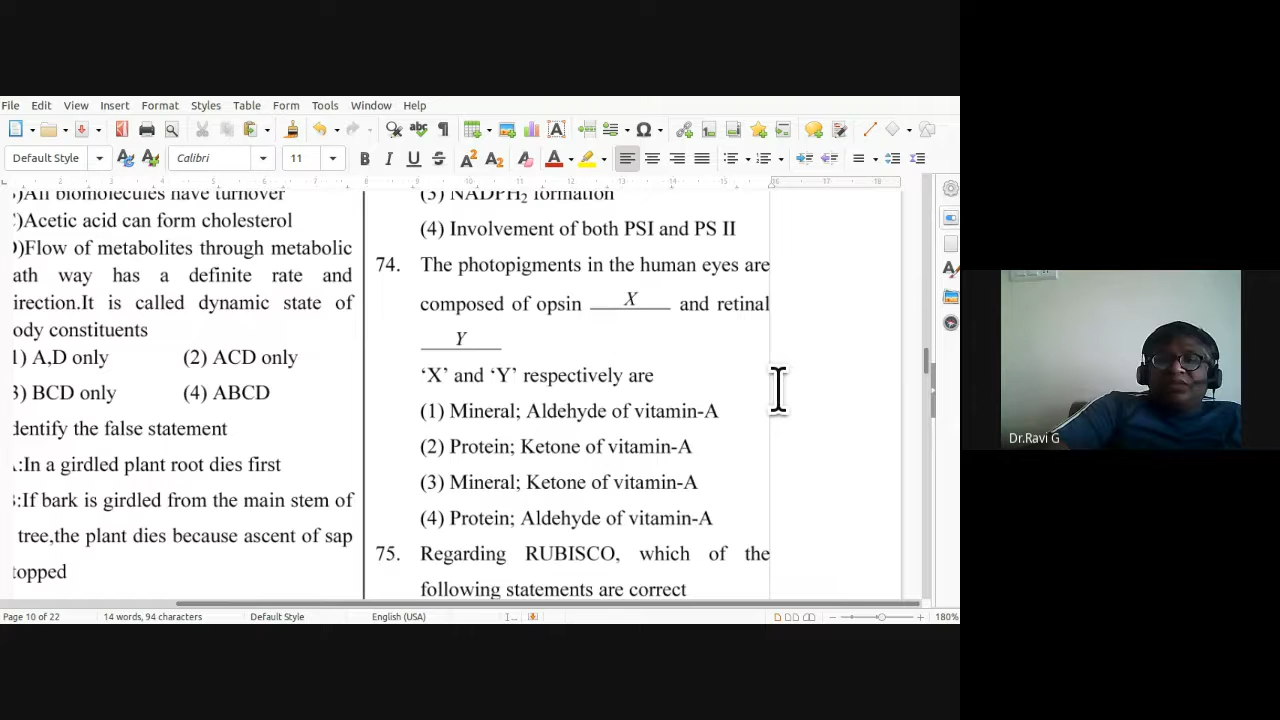 File Edit View Insert Format Styles Table Form Tools Window Help
Default Style Calibri 11
)All biomolecules have turnover
)Acetic acid can form cholesterol
)Flow of metabolites through metabolic
ath way has a definite rate and
irection.It is called dynamic state of
ody constituents
1) A,D only (2) ACD only
3) BCD only (4) ABCD
dentify the false statement
:In a girdled plant root dies first
:If bark is girdled from the main stem of
tree,the plant dies because ascent of sap
topped
(3) NADPH₂ formation
(4) Involvement of both PSI and PS II
74. The photopigments in the human eyes are
composed of opsin X and retinal
Y
‘X’ and ‘Y’ respectively are
(1) Mineral; Aldehyde of vitamin-A
(2) Protein; Ketone of vitamin-A
(3) Mineral; Ketone of vitamin-A
(4) Protein; Aldehyde of vitamin-A
75. Regarding RUBISCO, which of the
following statements are correct
Page 10 of 22 14 words, 94 characters Default Style English (USA) 180%
Dr.Ravi G